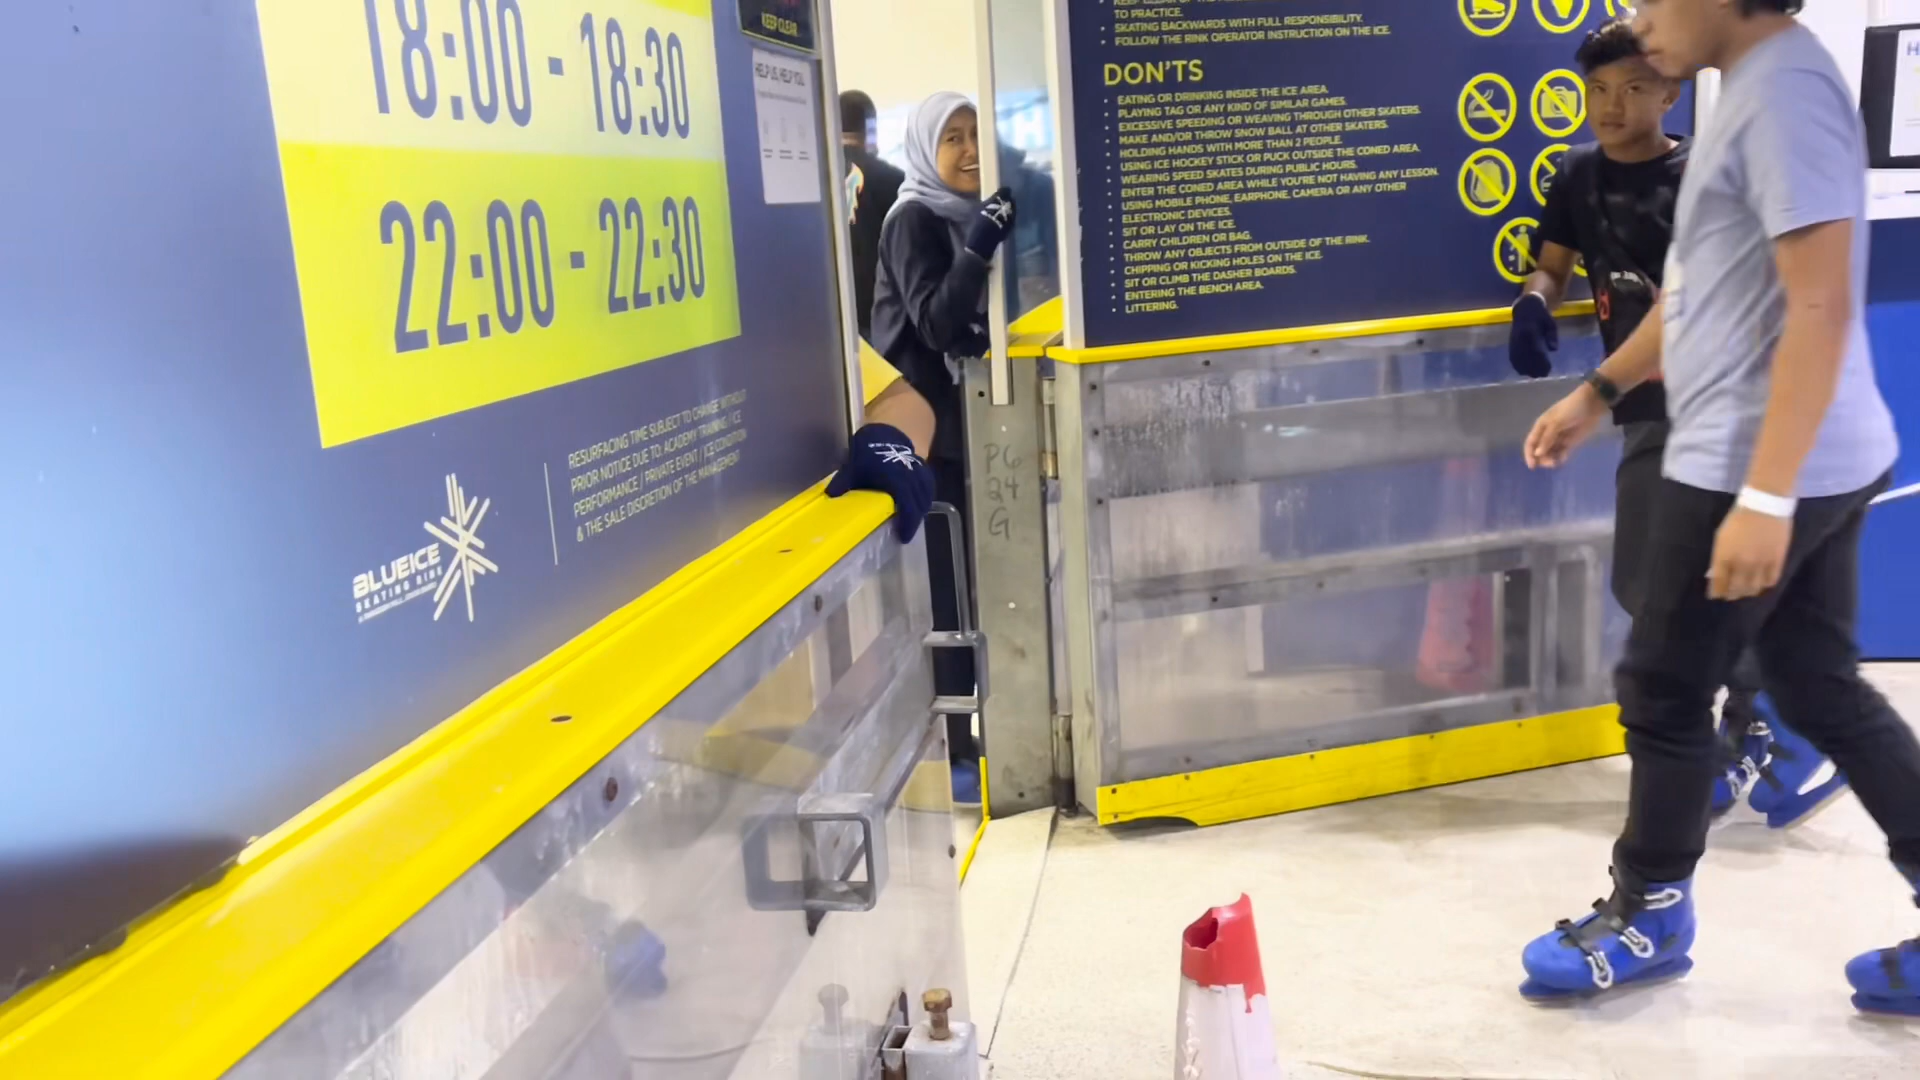 18:00 - 18:30
22:00 - 22:30
RESURFACING TIME SUBJECT TO CHANGE WITHOUT
PRIOR NOTICE DUE TO: ACADEMY TRAINING / ICE
PERFORMANCE / PRIVATE EVENT / ICE CONDITION
& THE SALE DISCRETION OF THE MANAGEMENT
BLUEICE
SKATING RINK
KEEP CLEAR
HELP US, HELP YOU
TO PRACTICE.
• SKATING BACKWARDS WITH FULL RESPONSIBILITY.
• FOLLOW THE RINK OPERATOR INSTRUCTION ON THE ICE.
DON'TS
• EATING OR DRINKING INSIDE THE ICE AREA.
• PLAYING TAG OR ANY KIND OF SIMILAR GAMES.
• EXCESSIVE SPEEDING OR WEAVING THROUGH OTHER SKATERS.
• MAKE AND/OR THROW SNOW BALL AT OTHER SKATERS.
• HOLDING HANDS WITH MORE THAN 2 PEOPLE.
• USING ICE HOCKEY STICK OR PUCK OUTSIDE THE CONED AREA.
• WEARING SPEED SKATES DURING PUBLIC HOURS.
• ENTER THE CONED AREA WHILE YOU'RE NOT HAVING ANY LESSON.
• USING MOBILE PHONE, EARPHONE, CAMERA OR ANY OTHER
ELECTRONIC DEVICES.
• SIT OR LAY ON THE ICE.
• CARRY CHILDREN OR BAG.
• THROW ANY OBJECTS FROM OUTSIDE OF THE RINK.
• CHIPPING OR KICKING HOLES ON THE ICE.
• SIT OR CLIMB THE DASHER BOARDS.
• ENTERING THE BENCH AREA.
• LITTERING.
P6
24
G